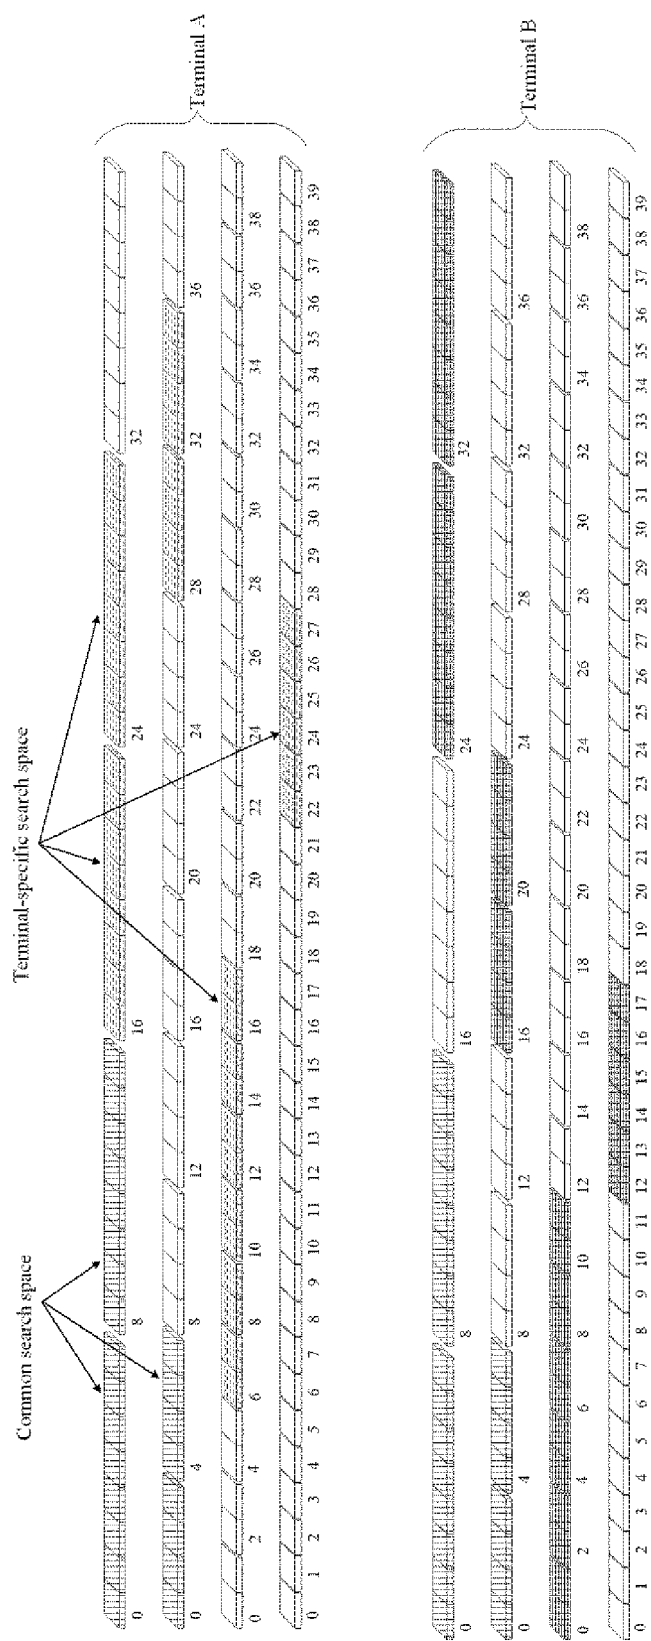 Common search space
Terminal-specific search space
0 8 16 24 32
0 4 8 12 16 20 24 28 32 36
Terminal A
0 2 4 6 8 10 12 14 16 18 20 22 24 26 28 30 32 34 36 38
0 1 2 3 4 5 6 7 8 9 10 11 12 13 14 15 16 17 18 19 20 21 22 23 24 25 26 27 28 29 30 31 32 33 34 35 36 37 38 39
0 8 16 24 32
0 4 8 12 16 20 24 28 32 36
Terminal B
0 2 4 6 8 10 12 14 16 18 20 22 24 26 28 30 32 34 36 38
0 1 2 3 4 5 6 7 8 9 10 11 12 13 14 15 16 17 18 19 20 21 22 23 24 25 26 27 28 29 30 31 32 33 34 35 36 37 38 39